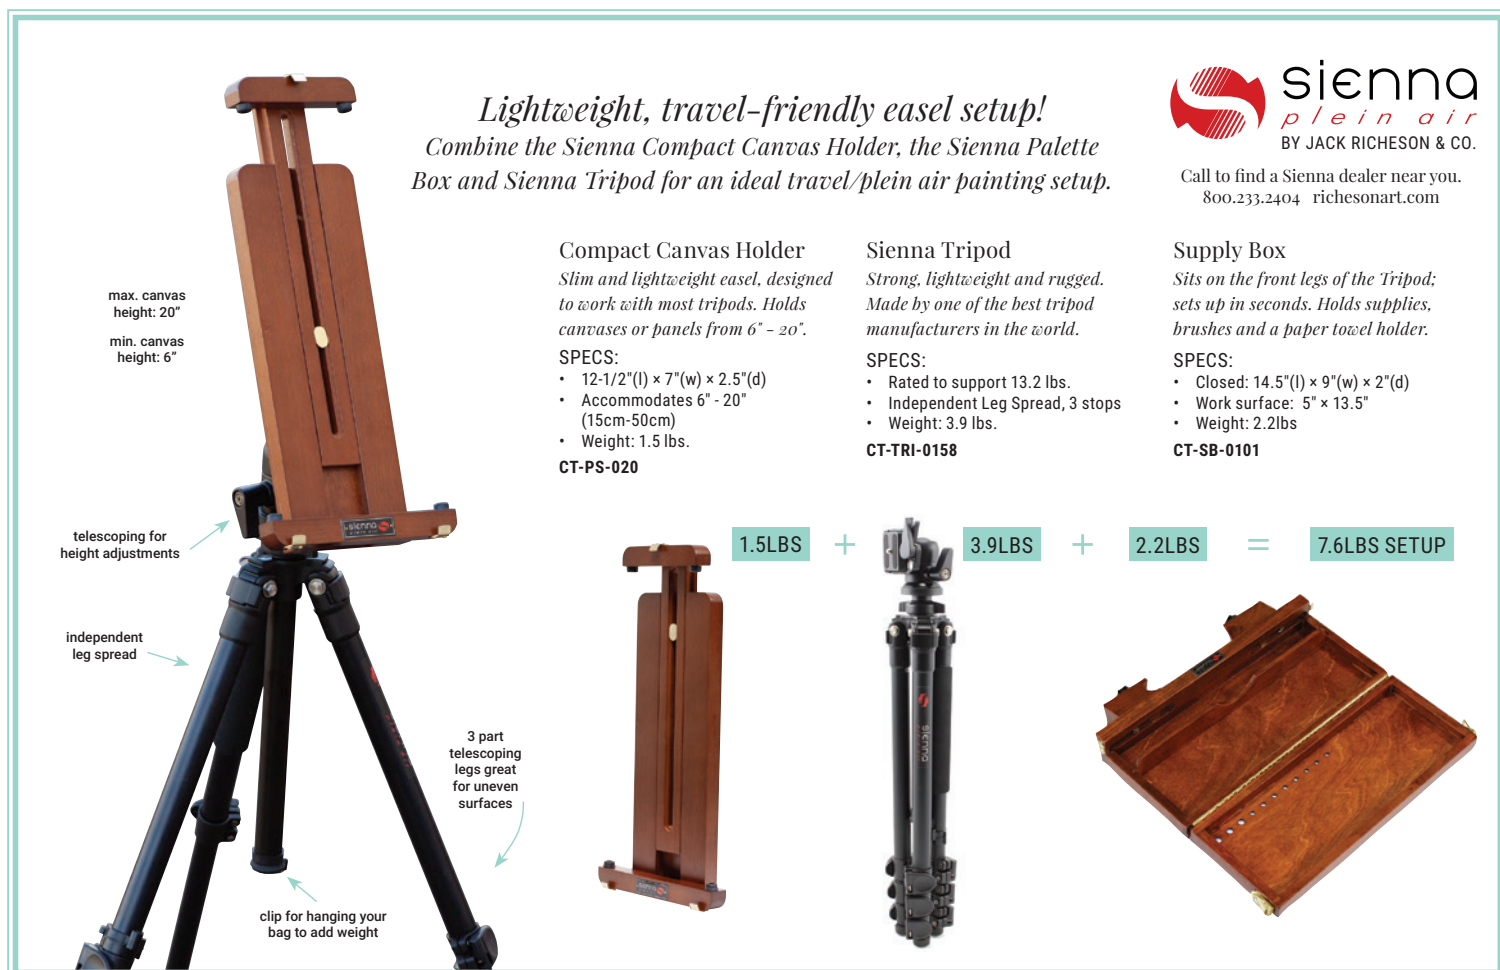 Lightweight, travel-friendly easel setup!
Combine the Sienna Compact Canvas Holder, the Sienna Palette
Box and Sienna Tripod for an ideal travel/plein air painting setup.
sienna
plein air
BY JACK RICHESON & CO.
Call to find a Sienna dealer near you.
800.233.2404 richesonart.com
Compact Canvas Holder
Slim and lightweight easel, designed
to work with most tripods. Holds
canvases or panels from 6" - 20".
SPECS:
• 12-1/2"(l) × 7"(w) × 2.5"(d)
• Accommodates 6" - 20"
(15cm-50cm)
• Weight: 1.5 lbs.
CT-PS-020
Sienna Tripod
Strong, lightweight and rugged.
Made by one of the best tripod
manufacturers in the world.
SPECS:
• Rated to support 13.2 lbs.
• Independent Leg Spread, 3 stops
• Weight: 3.9 lbs.
CT-TRI-0158
Supply Box
Sits on the front legs of the Tripod;
sets up in seconds. Holds supplies,
brushes and a paper towel holder.
SPECS:
• Closed: 14.5"(l) × 9"(w) × 2"(d)
• Work surface: 5" × 13.5"
• Weight: 2.2lbs
CT-SB-0101
max. canvas
height: 20”
min. canvas
height: 6”
telescoping for
height adjustments
independent
leg spread
3 part
telescoping
legs great
for uneven
surfaces
clip for hanging your
bag to add weight
sienna
plein air
1.5LBS + 3.9LBS + 2.2LBS = 7.6LBS SETUP
sienna
sienna